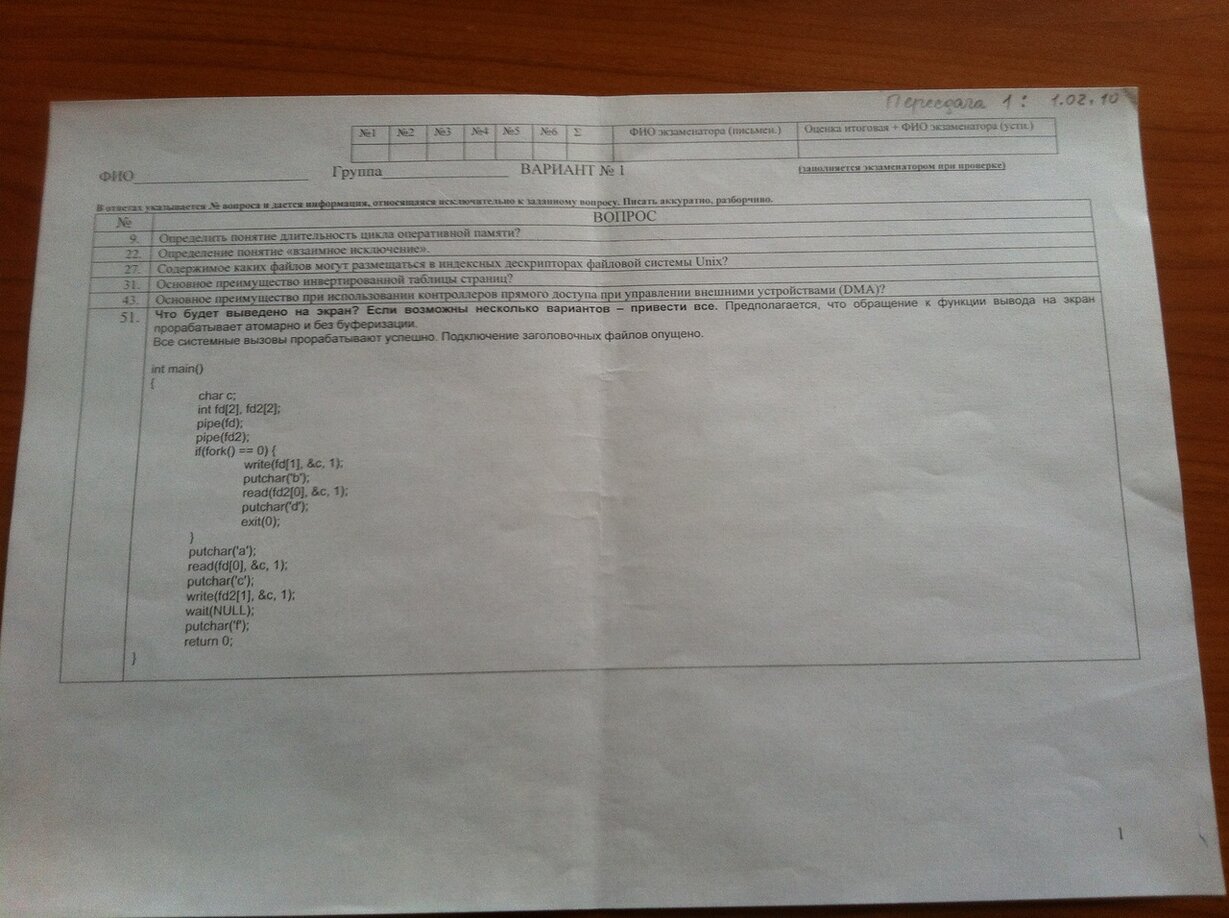 Пересдача 1: 1.02.10
№1 №2 №3 №4 №5 №6 Σ ФИО экзаменатора (письмен.) Оценка итоговая + ФИО экзаменатора (устн.)
ФИО Группа ВАРИАНТ № 1 (заполняется экзаменатором при проверке)
В ответах указывается № вопроса и дается информация, относящаяся исключительно к заданному вопросу. Писать аккуратно, разборчиво.
№ ВОПРОС
9. Определить понятие длительность цикла оперативной памяти?
22. Определение понятие «взаимное исключение».
27. Содержимое каких файлов могут размещаться в индексных дескрипторах файловой системы Unix?
31. Основное преимущество инвертированной таблицы страниц?
43. Основное преимущество при использовании контроллеров прямого доступа при управлении внешними устройствами (DMA)?
51. Что будет выведено на экран? Если возможны несколько вариантов – привести все. Предполагается, что обращение к функции вывода на экран
прорабатывает атомарно и без буферизации.
Все системные вызовы прорабатывают успешно. Подключение заголовочных файлов опущено.
int main()
{
char c;
int fd[2], fd2[2];
pipe(fd);
pipe(fd2);
if(fork() == 0) {
write(fd[1], &c, 1);
putchar('b');
read(fd2[0], &c, 1);
putchar('d');
exit(0);
}
putchar('a');
read(fd[0], &c, 1);
putchar('c');
write(fd2[1], &c, 1);
wait(NULL);
putchar('f');
return 0;
}
1